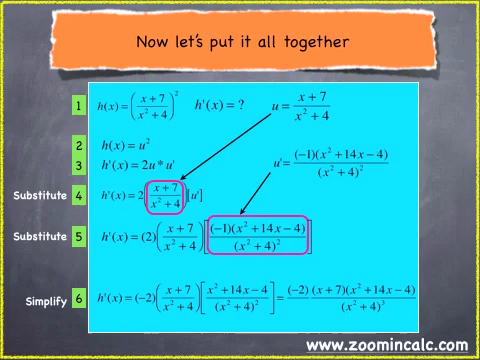 Now let's put it all together
1 h(x) = ((x + 7)/(x² + 4))² h'(x) = ? u = (x + 7)/(x² + 4)
2 h(x) = u²
3 h'(x) = 2u * u' u' = ((-1)(x² + 14x - 4))/((x² + 4)²)
Substitute 4 h'(x) = 2((x + 7)/(x² + 4))[u']
Substitute 5 h'(x) = (2)((x + 7)/(x² + 4))[((-1)(x² + 14x - 4))/((x² + 4)²)]
Simplify 6 h'(x) = (-2)((x + 7)/(x² + 4))[(x² + 14x - 4)/((x² + 4)²)] = ((-2)(x + 7)(x² + 14x - 4))/((x² + 4)³)
www.zoomincalc.com